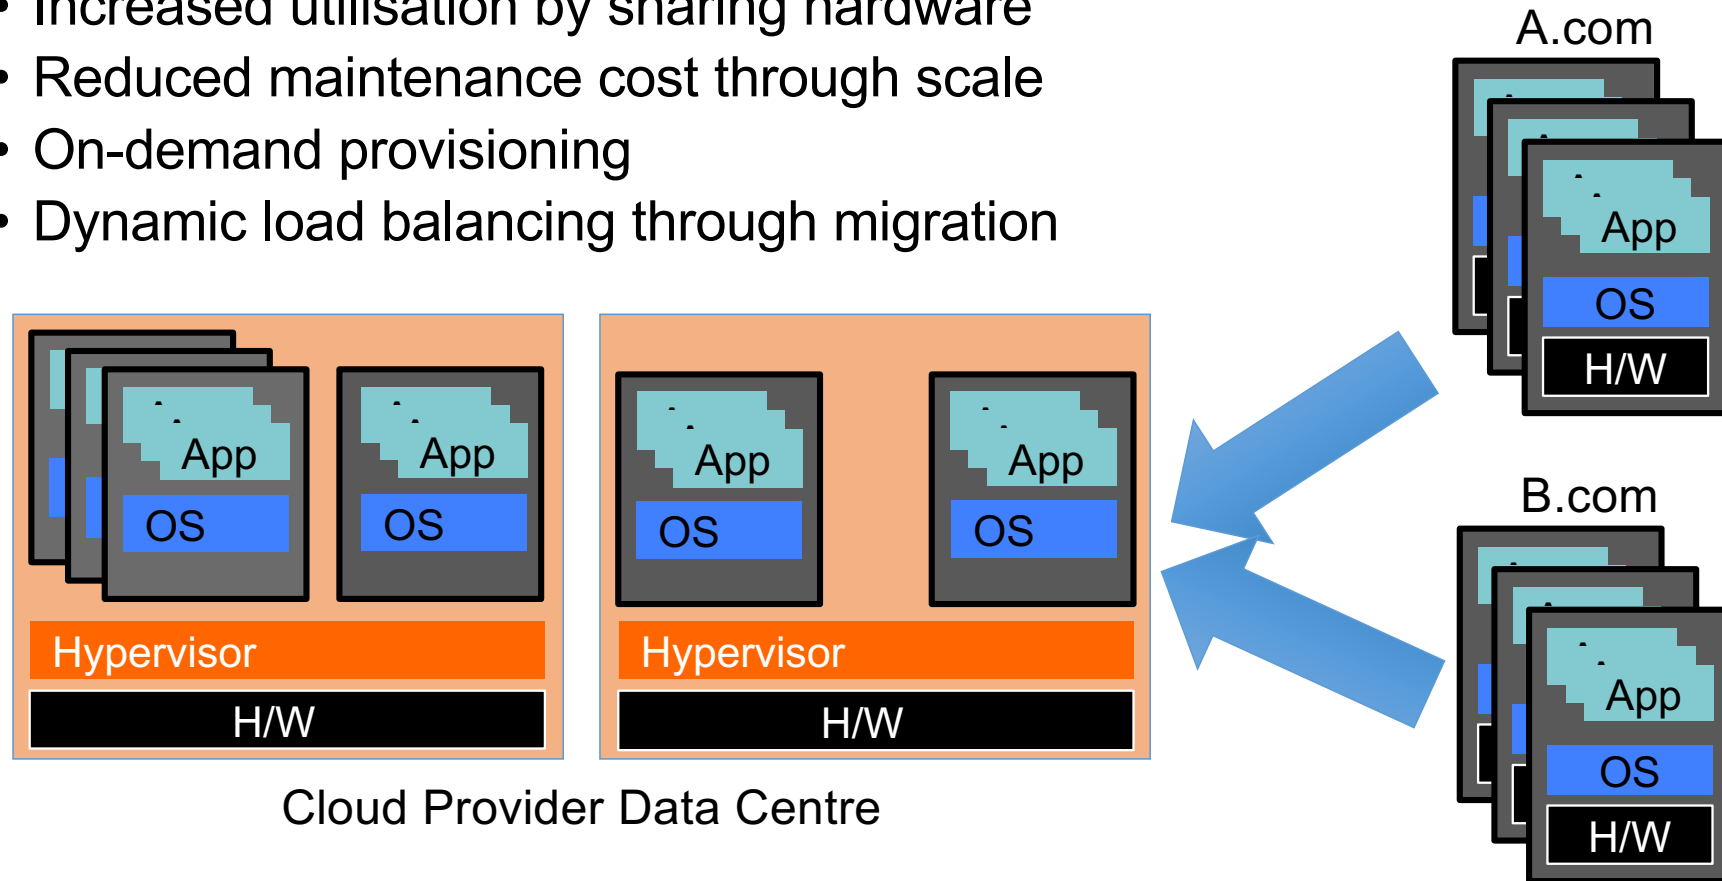 • Increased utilisation by sharing hardware
• Reduced maintenance cost through scale
• On-demand provisioning
• Dynamic load balancing through migration
A.com
App
OS
H/W
B.com
App
OS
H/W
App
OS
App
OS
Hypervisor
H/W
App
OS
App
OS
Hypervisor
H/W
Cloud Provider Data Centre